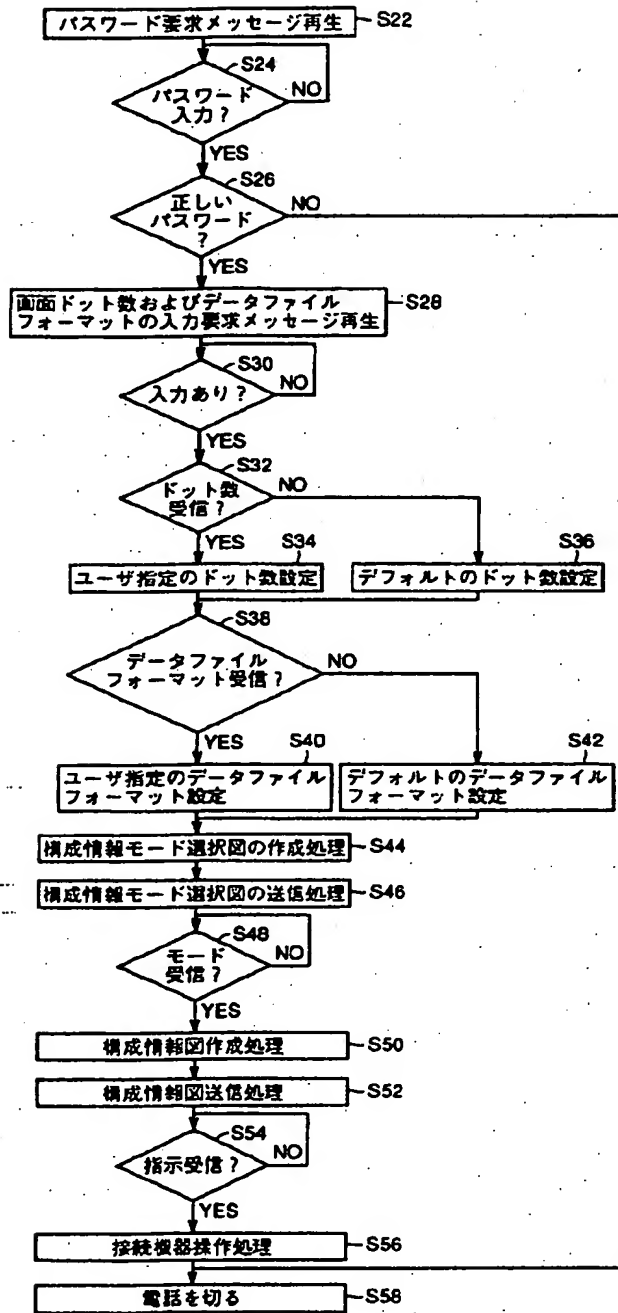 パスワード要求メッセージ再生
S22
S24
パスワード
入力?
NO
YES
S26
正しい
パスワード
?
NO
YES
画面ドット数およびデータファイル
フォーマットの入力要求メッセージ再生
S28
S30
入力あり?
NO
YES
S32
ドット数
受信?
NO
YES
S34
ユーザ指定のドット数設定
S36
デフォルトのドット数設定
S38
データファイル
フォーマット受信?
NO
YES
S40
ユーザ指定のデータファイル
フォーマット設定
S42
デフォルトのデータファイル
フォーマット設定
構成情報モード選択図の作成処理
S44
構成情報モード選択図の送信処理
S46
S48
モード
受信?
NO
YES
構成情報図作成処理
S50
構成情報図送信処理
S52
S54
指示受信?
NO
YES
接続機器操作処理
S56
電話を切る
S58